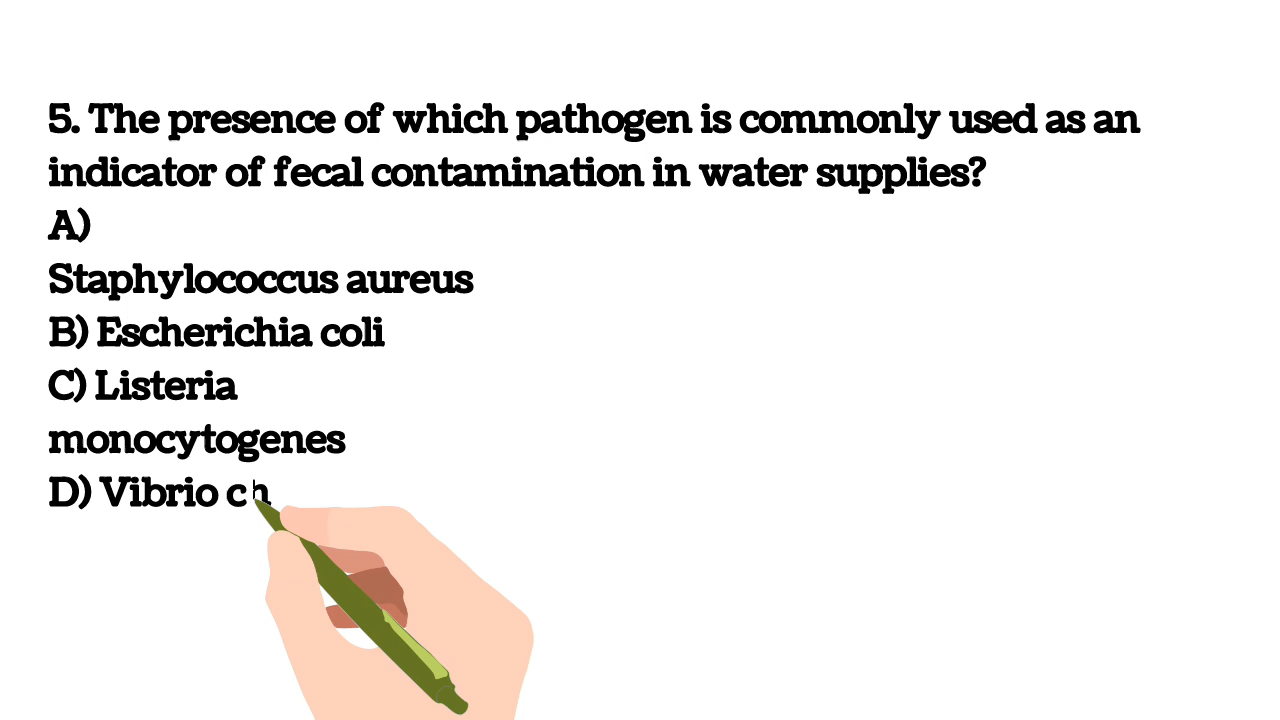 5. The presence of which pathogen is commonly used as an
indicator of fecal contamination in water supplies?
A)
Staphylococcus aureus
B) Escherichia coli
C) Listeria
monocytogenes
D) Vibrio ch